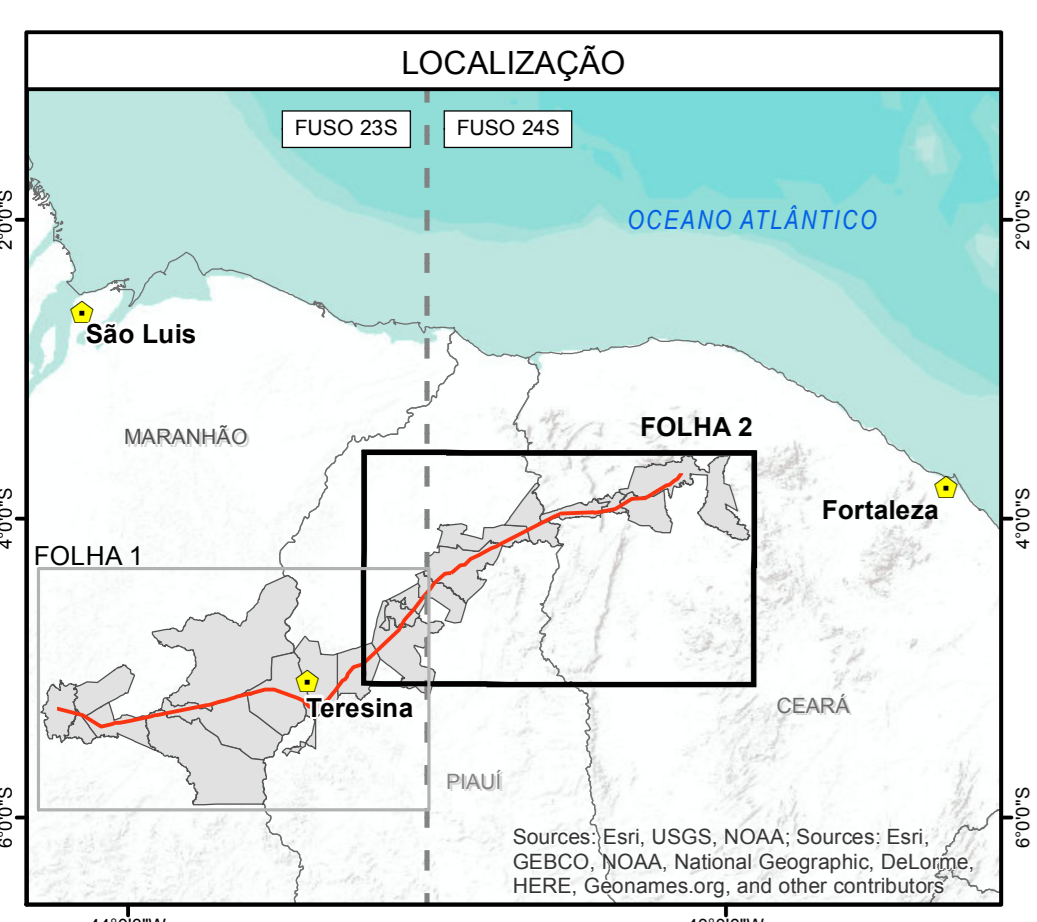 LOCALIZAÇÃO
FUSO 23S
FUSO 24S
OCEANO ATLÂNTICO
2°0'0"S
2°0'0"S
São Luis
MARANHÃO
FOLHA 2
Fortaleza
4°0'0"S
4°0'0"S
FOLHA 1
Teresina
CEARÁ
PIAUÍ
6°0'0"S
6°0'0"S
Sources: Esri, USGS, NOAA; Sources: Esri,
GEBCO, NOAA, National Geographic, DeLorme,
HERE, Geonames.org, and other contributors